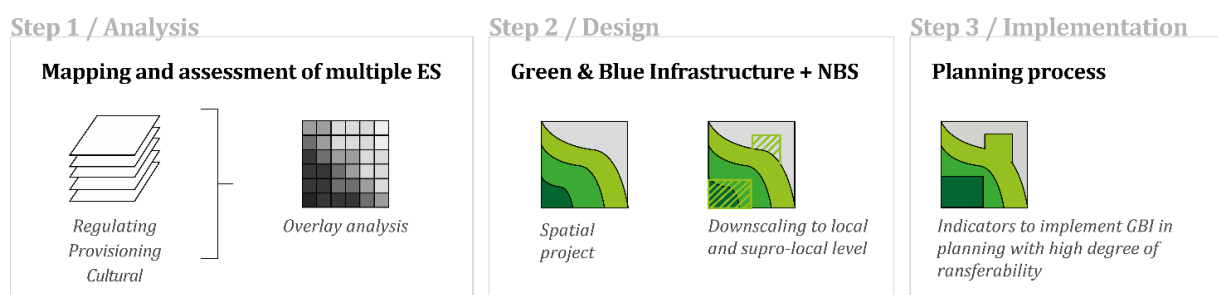 Step 1 / Analysis
Mapping and assessment of multiple ES
Regulating
Provisioning
Cultural
Overlay analysis
Step 2 / Design
Green & Blue Infrastructure + NBS
Spatial
project
Downscaling to local
and supro-local level
Step 3 / Implementation
Planning process
Indicators to implement GBI in
planning with high degree of
ransferability